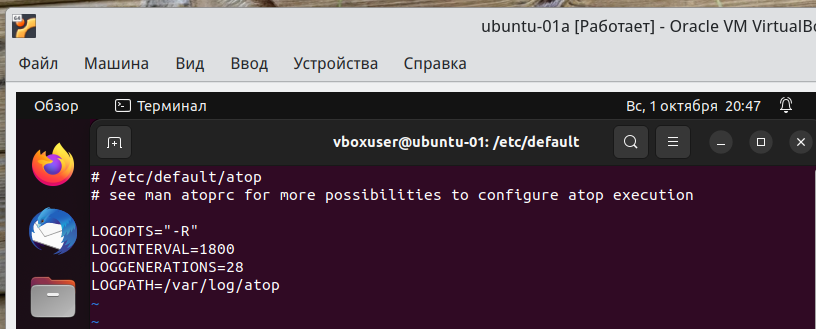 ubuntu-01a [Работает] - Oracle VM VirtualBo
Файл Машина Вид Ввод Устройства Справка
Обзор Терминал Вс, 1 октября 20:47
vboxuser@ubuntu-01: /etc/default
# /etc/default/atop
# see man atoprc for more possibilities to configure atop execution
LOGOPTS="-R"
LOGINTERVAL=1800
LOGGENERATIONS=28
LOGPATH=/var/log/atop
~
~